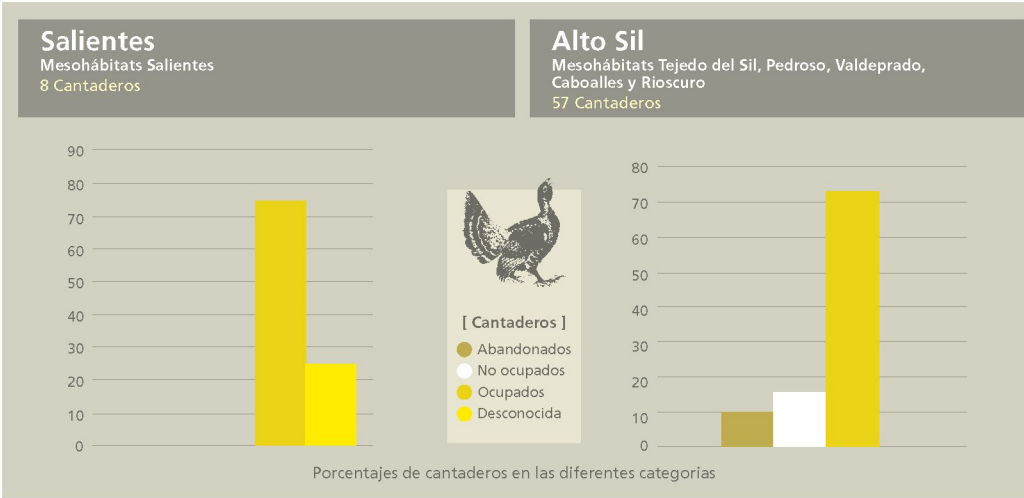 Salientes
Mesohábitats Salientes
8 Cantaderos
Alto Sil
Mesohábitats Tejedo del Sil, Pedroso, Valdeprado,
Caboalles y Rioscuro
57 Cantaderos
90
80
70
60
50
40
30
20
10
0
[ Cantaderos ]
Abandonados
No ocupados
Ocupados
Desconocida
80
70
60
50
40
30
20
10
0
Porcentajes de cantaderos en las diferentes categorias